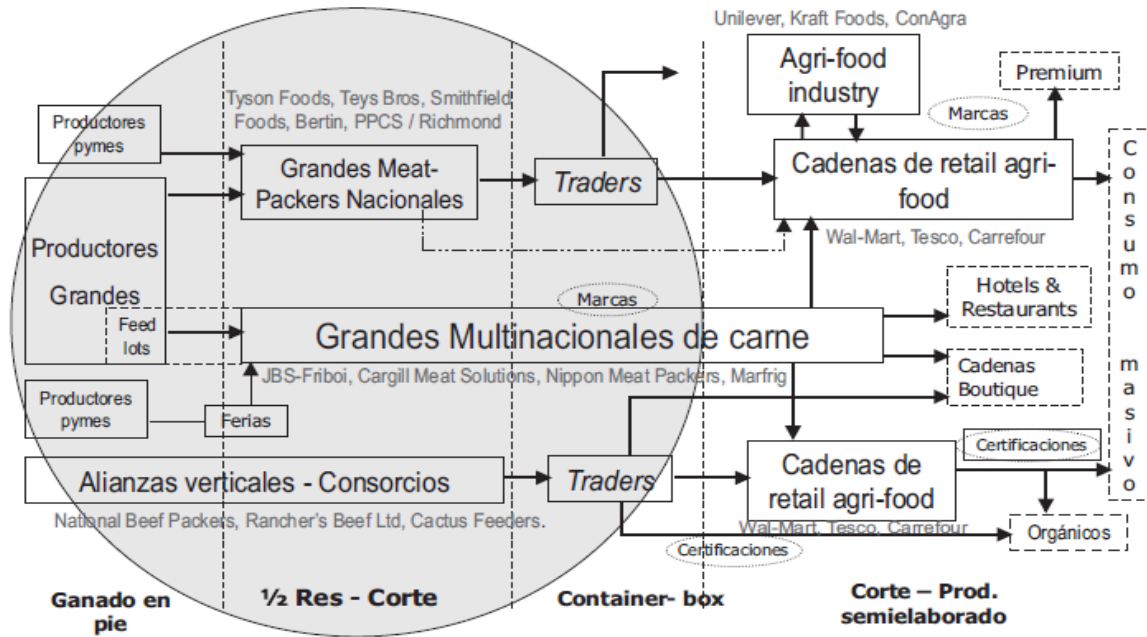 Unilever, Kraft Foods, ConAgra
Agri-food
industry
Premium
Marcas
Tyson Foods, Teys Bros, Smithfield
Foods, Bertin, PPCS / Richmond
Productores
pymes
Grandes Meat-
Packers Nacionales
Traders
Cadenas de retail agri-
food
Wal-Mart, Tesco, Carrefour
Productores
Grandes
Feed
lots
Marcas
Grandes Multinacionales de carne
JBS-Friboi, Cargill Meat Solutions, Nippon Meat Packers, Marfrig
Hotels &
Restaurants
Cadenas
Boutique
Productores
pymes
Ferias
Alianzas verticales - Consorcios
National Beef Packers, Rancher's Beef Ltd, Cactus Feeders.
Traders
Cadenas de
retail agri-food
Wal-Mart, Tesco, Carrefour
Certificaciones
Certificaciones
Orgánicos
Consumo
masivo
Ganado en
pie
½ Res - Corte
Container- box
Corte – Prod.
semielaborado